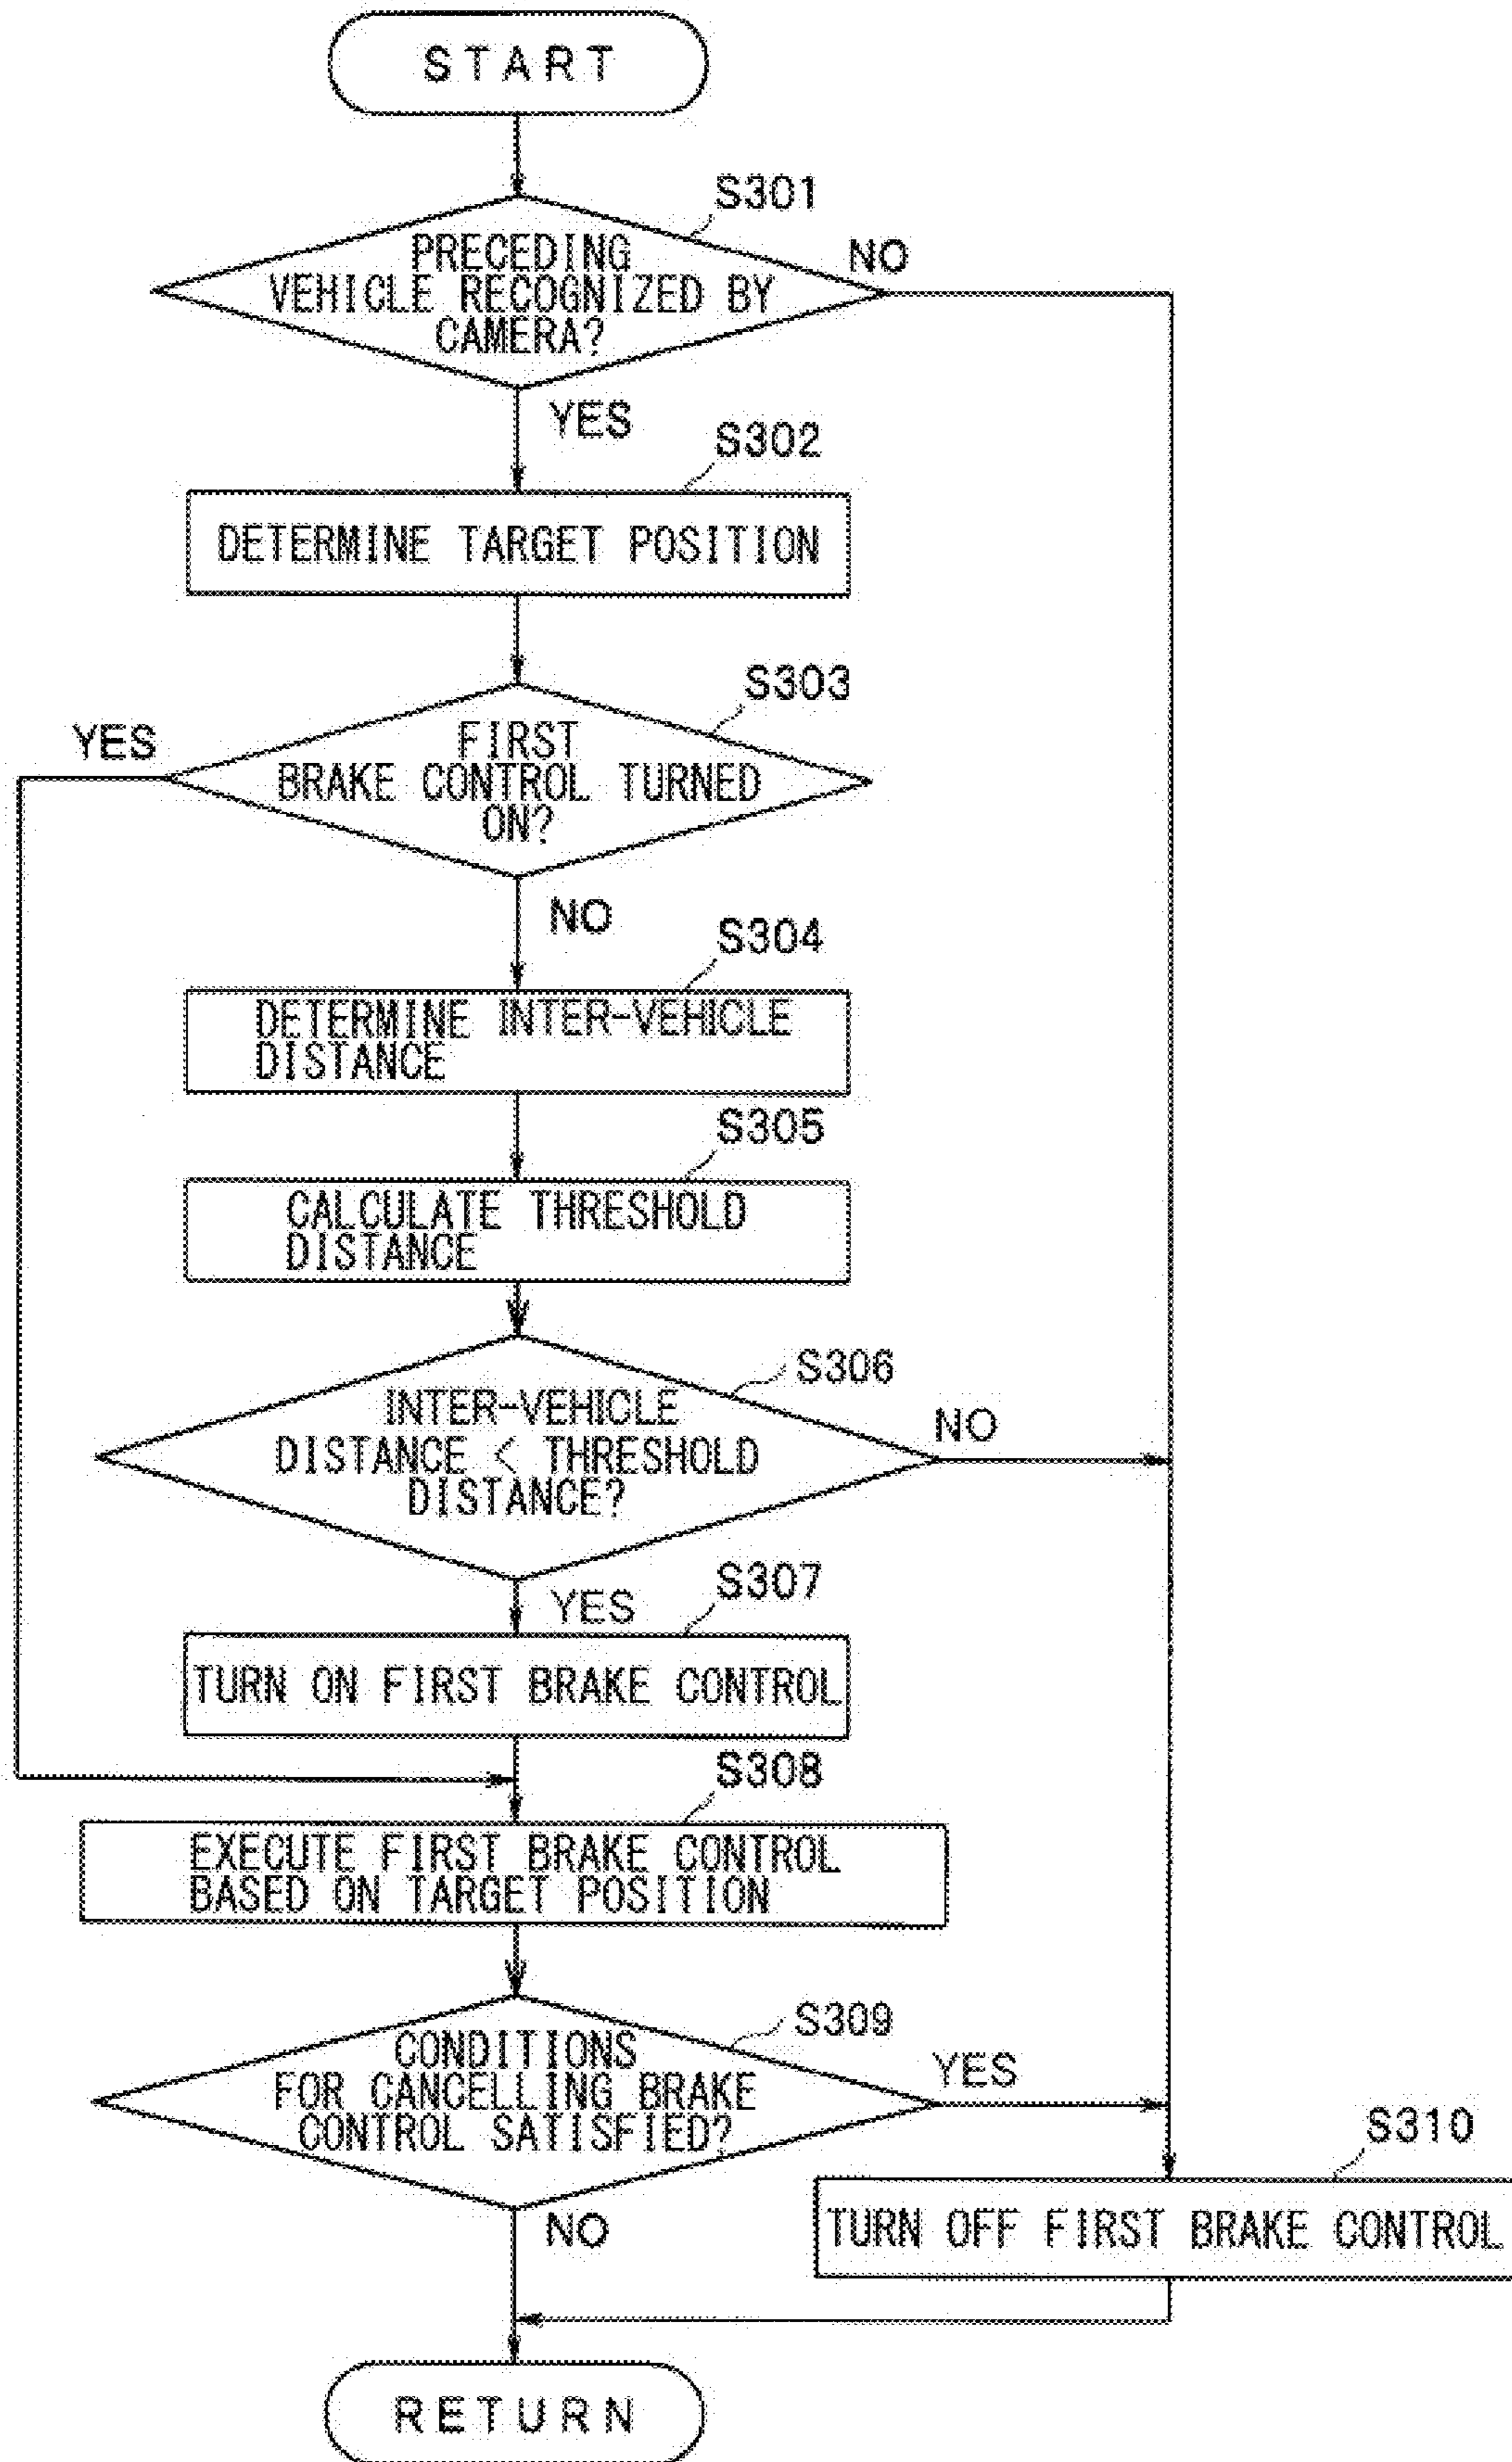 START
S301
PRECEDING
VEHICLE RECOGNIZED BY
CAMERA?
NO
YES
S302
DETERMINE TARGET POSITION
S303
YES
FIRST
BRAKE CONTROL TURNED
ON?
NO
S304
DETERMINE INTER-VEHICLE
DISTANCE
S305
CALCULATE THRESHOLD
DISTANCE
S306
INTER-VEHICLE
DISTANCE < THRESHOLD
DISTANCE?
NO
YES
S307
TURN ON FIRST BRAKE CONTROL
S308
EXECUTE FIRST BRAKE CONTROL
BASED ON TARGET POSITION
S309
CONDITIONS
FOR CANCELLING BRAKE
CONTROL SATISFIED?
YES
NO
S310
TURN OFF FIRST BRAKE CONTROL
RETURN